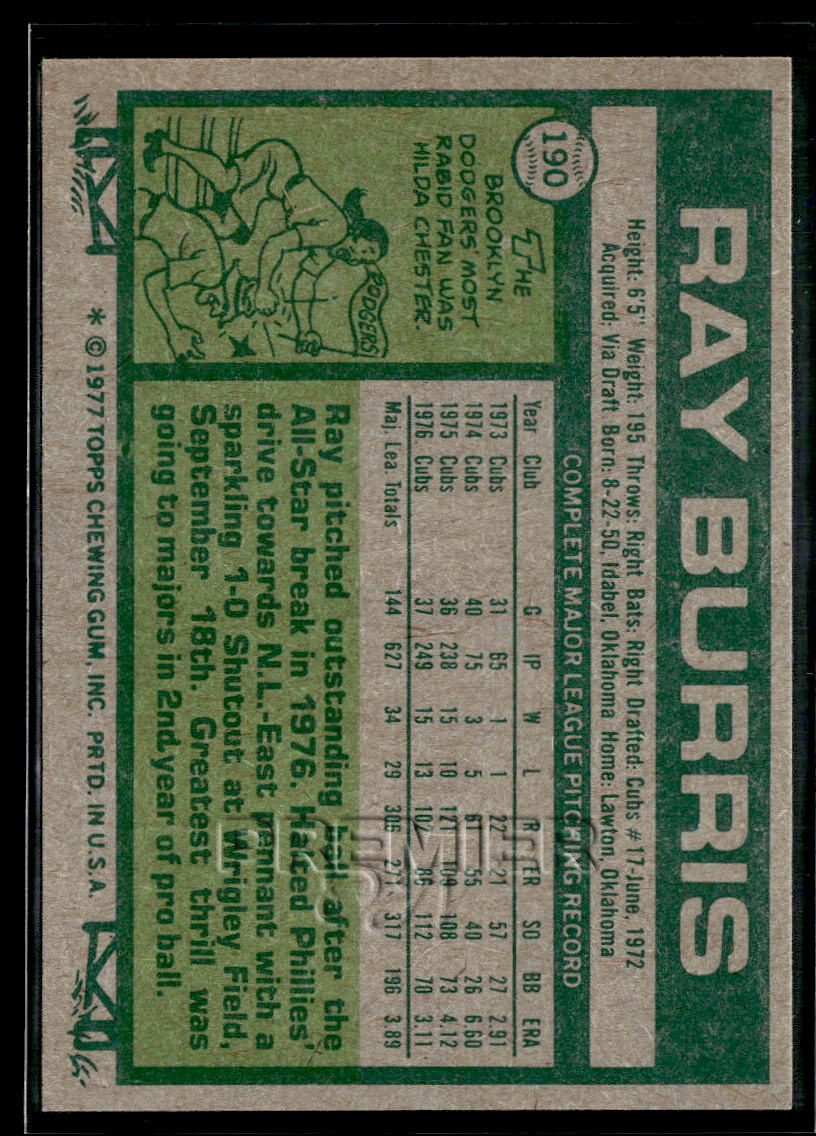 RAY BURRIS
190
Height: 6'5" Weight: 195 Throws: Right Bats: Right Drafted: Cubs #17-June, 1972
Acquired: Via Draft Born: 8-22-50, Idabel, Oklahoma Home: Lawton, Oklahoma
COMPLETE MAJOR LEAGUE PITCHING RECORD
Year Club G IP W L R ER SO BB ERA
1973 Cubs 31 65 1 1 22 21 57 27 2.91
1974 Cubs 40 75 3 5 61 55 40 26 6.60
1975 Cubs 36 238 15 10 121 109 108 73 4.12
1976 Cubs 37 249 15 13 102 86 112 70 3.11
Maj. Lea. Totals 144 627 34 29 306 271 317 196 3.89
THE
BROOKLYN
DODGERS' MOST
RABID FAN WAS
HILDA CHESTER.
DODGERS
Ray pitched outstanding ball after the
All-Star break in 1976. Halted Phillies'
drive towards N.L.-East pennant with a
sparkling 1-0 Shutout at Wrigley Field,
September 18th. Greatest thrill was
going to majors in 2nd year of pro ball.
* © 1977 TOPPS CHEWING GUM, INC. PRTD. IN U.S.A.
PREMIER